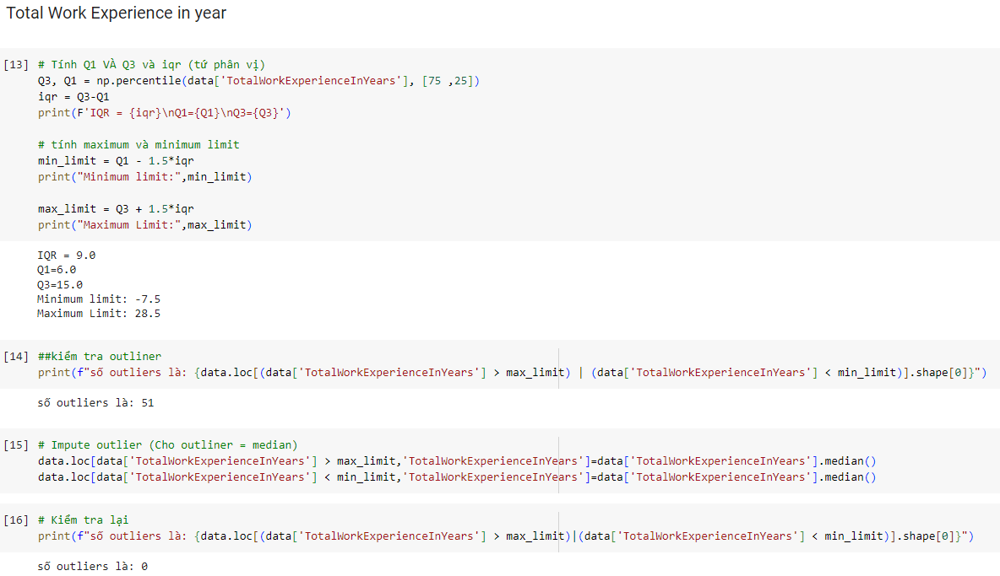 Total Work Experience in year
[13] # Tính Q1 VÀ Q3 và iqr (tứ phân vị)
Q3, Q1 = np.percentile(data['TotalWorkExperienceInYears'], [75 ,25])
iqr = Q3-Q1
print(F'IQR = {iqr}\nQ1={Q1}\nQ3={Q3}')
# tính maximum và minimum limit
min_limit = Q1 - 1.5*iqr
print("Minimum limit:",min_limit)
max_limit = Q3 + 1.5*iqr
print("Maximum Limit:",max_limit)
IQR = 9.0
Q1=6.0
Q3=15.0
Minimum limit: -7.5
Maximum Limit: 28.5
[14] ##kiểm tra outliner
print(f"số outliers là: {data.loc[(data['TotalWorkExperienceInYears'] > max_limit) | (data['TotalWorkExperienceInYears'] < min_limit)].shape[0]}")
số outliers là: 51
[15] # Impute outlier (Cho outliner = median)
data.loc[data['TotalWorkExperienceInYears'] > max_limit,'TotalWorkExperienceInYears']=data['TotalWorkExperienceInYears'].median()
data.loc[data['TotalWorkExperienceInYears'] < min_limit,'TotalWorkExperienceInYears']=data['TotalWorkExperienceInYears'].median()
[16] # Kiểm tra lại
print(f"số outliers là: {data.loc[(data['TotalWorkExperienceInYears'] > max_limit)|(data['TotalWorkExperienceInYears'] < min_limit)].shape[0]}")
số outliers là: 0